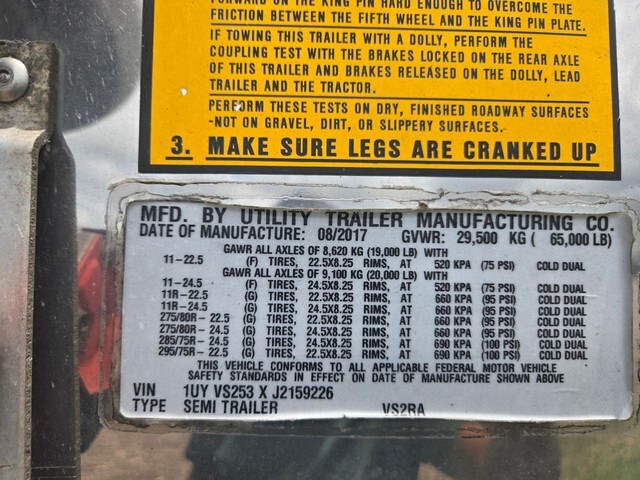 FORWARD ON THE KING PIN HARD ENOUGH TO OVERCOME THE
FRICTION BETWEEN THE FIFTH WHEEL AND THE KING PIN PLATE.
IF TOWING THIS TRAILER WITH A DOLLY, PERFORM THE
COUPLING TEST WITH THE BRAKES LOCKED ON THE REAR AXLE
OF THIS TRAILER AND BRAKES RELEASED ON THE DOLLY, LEAD
TRAILER AND THE TRACTOR.
PERFORM THESE TESTS ON DRY, FINISHED ROADWAY SURFACES
-NOT ON GRAVEL, DIRT, OR SLIPPERY SURFACES.
3. MAKE SURE LEGS ARE CRANKED UP
MFD. BY UTILITY TRAILER MANUFACTURING CO.
DATE OF MANUFACTURE: 08/2017 GVWR: 29,500 KG ( 65,000 LB)
GAWR ALL AXLES OF 8,620 KG (19,000 LB) WITH
11-22.5 (F) TIRES, 22.5X8.25 RIMS, AT 520 KPA (75 PSI) COLD DUAL
GAWR ALL AXLES OF 9,100 KG (20,000 LB) WITH
11-24.5 (F) TIRES, 24.5X8.25 RIMS, AT 520 KPA (75 PSI) COLD DUAL
11R-22.5 (G) TIRES, 22.5X8.25 RIMS, AT 660 KPA (95 PSI) COLD DUAL
11R-24.5 (G) TIRES, 24.5X8.25 RIMS, AT 660 KPA (95 PSI) COLD DUAL
275/80R-22.5 (G) TIRES, 22.5X8.25 RIMS, AT 660 KPA (95 PSI) COLD DUAL
275/80R-24.5 (G) TIRES, 24.5X8.25 RIMS, AT 660 KPA (95 PSI) COLD DUAL
285/75R-24.5 (G) TIRES, 24.5X8.25 RIMS, AT 690 KPA (100 PSI) COLD DUAL
295/75R-22.5 (G) TIRES, 22.5X8.25 RIMS, AT 690 KPA (100 PSI) COLD DUAL
THIS VEHICLE CONFORMS TO ALL APPLICABLE FEDERAL MOTOR VEHICLE
SAFETY STANDARDS IN EFFECT ON DATE OF MANUFACTURE SHOWN ABOVE
VIN 1UY VS253 X J2159226
TYPE SEMI TRAILER VS2RA